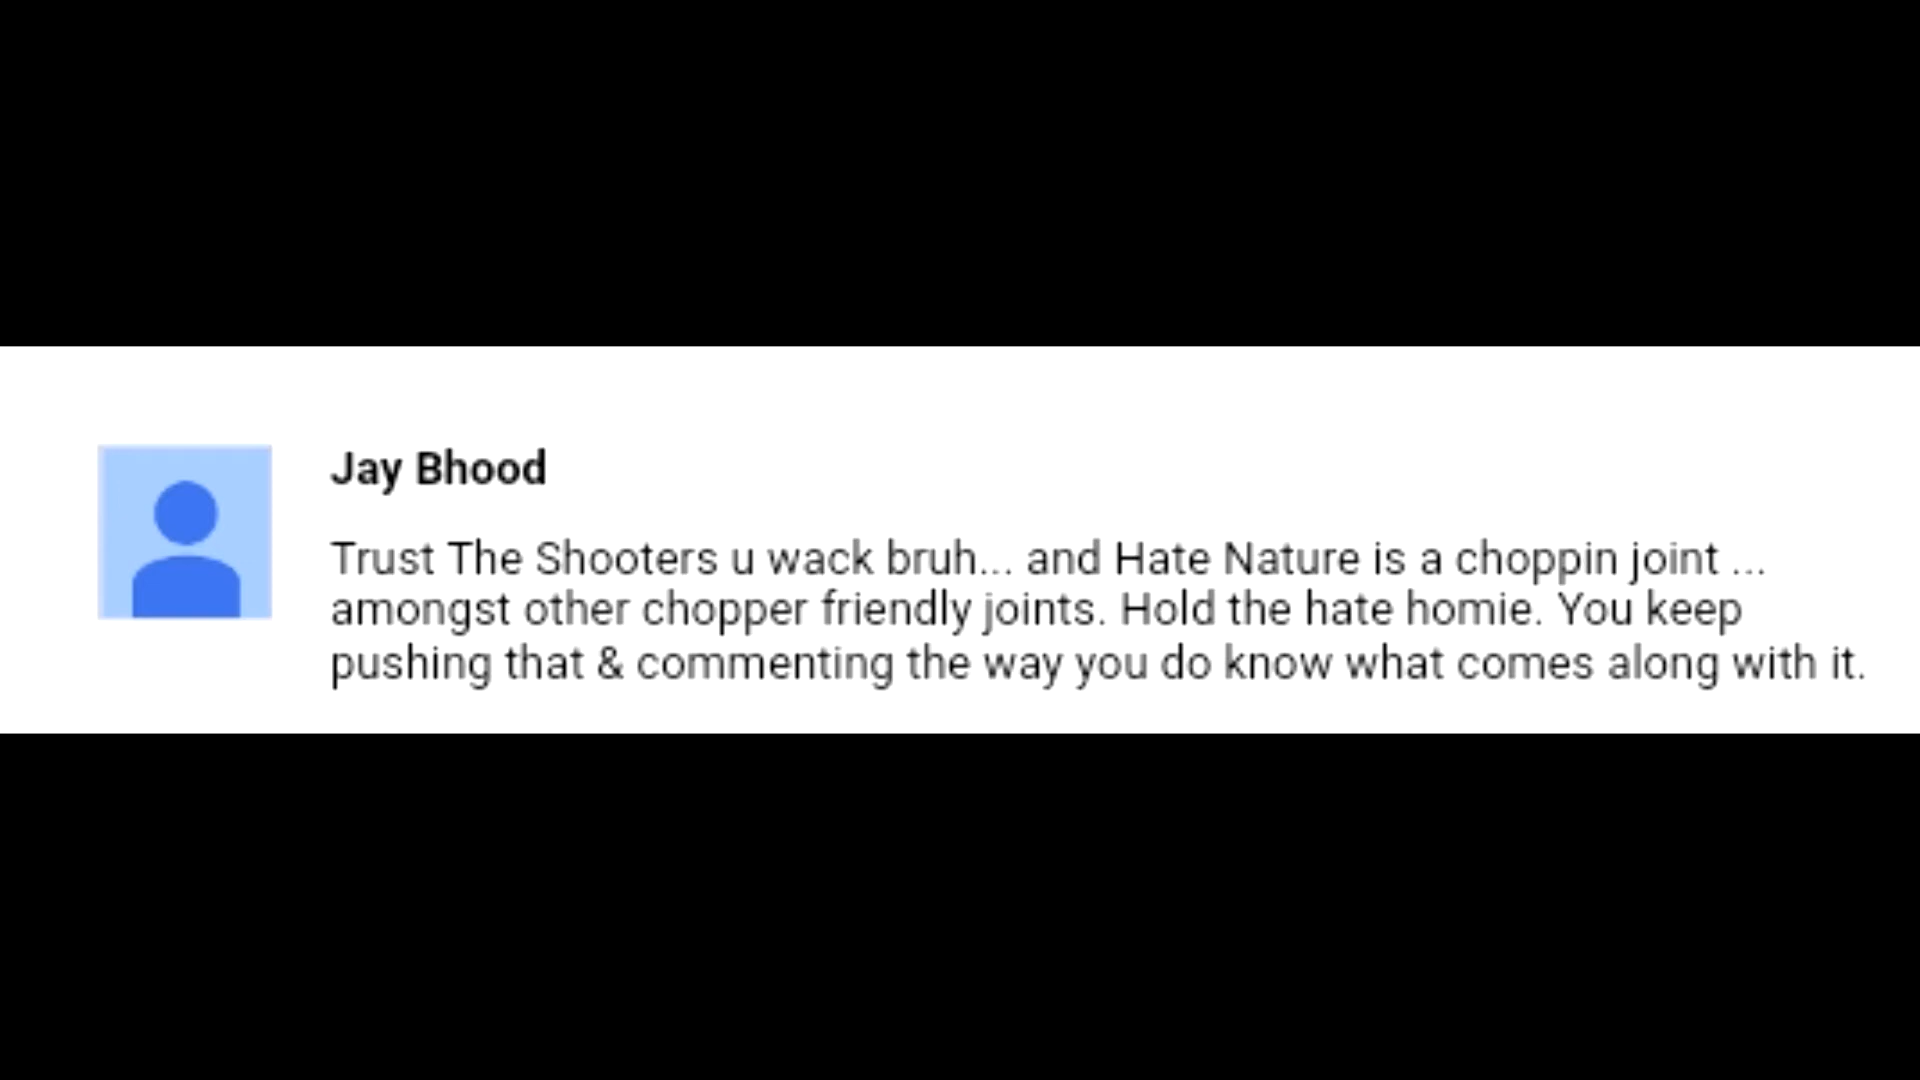 Jay Bhood
Trust The Shooters u wack bruh... and Hate Nature is a choppin joint ...
amongst other chopper friendly joints. Hold the hate homie. You keep
pushing that & commenting the way you do know what comes along with it.